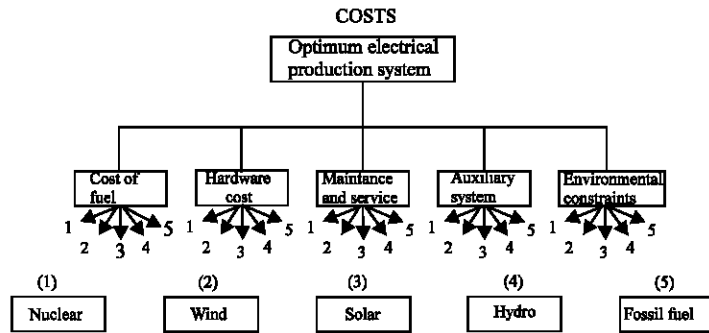 COSTS
Optimum electrical
production system
Cost of
fuel
Hardware
cost
Maintance
and service
Auxiliary
system
Environmental
constraints
1 2 3 4 5
1 2 3 4 5
1 2 3 4 5
1 2 3 4 5
1 2 3 4 5
(1) (2) (3) (4) (5)
Nuclear Wind Solar Hydro Fossil fuel